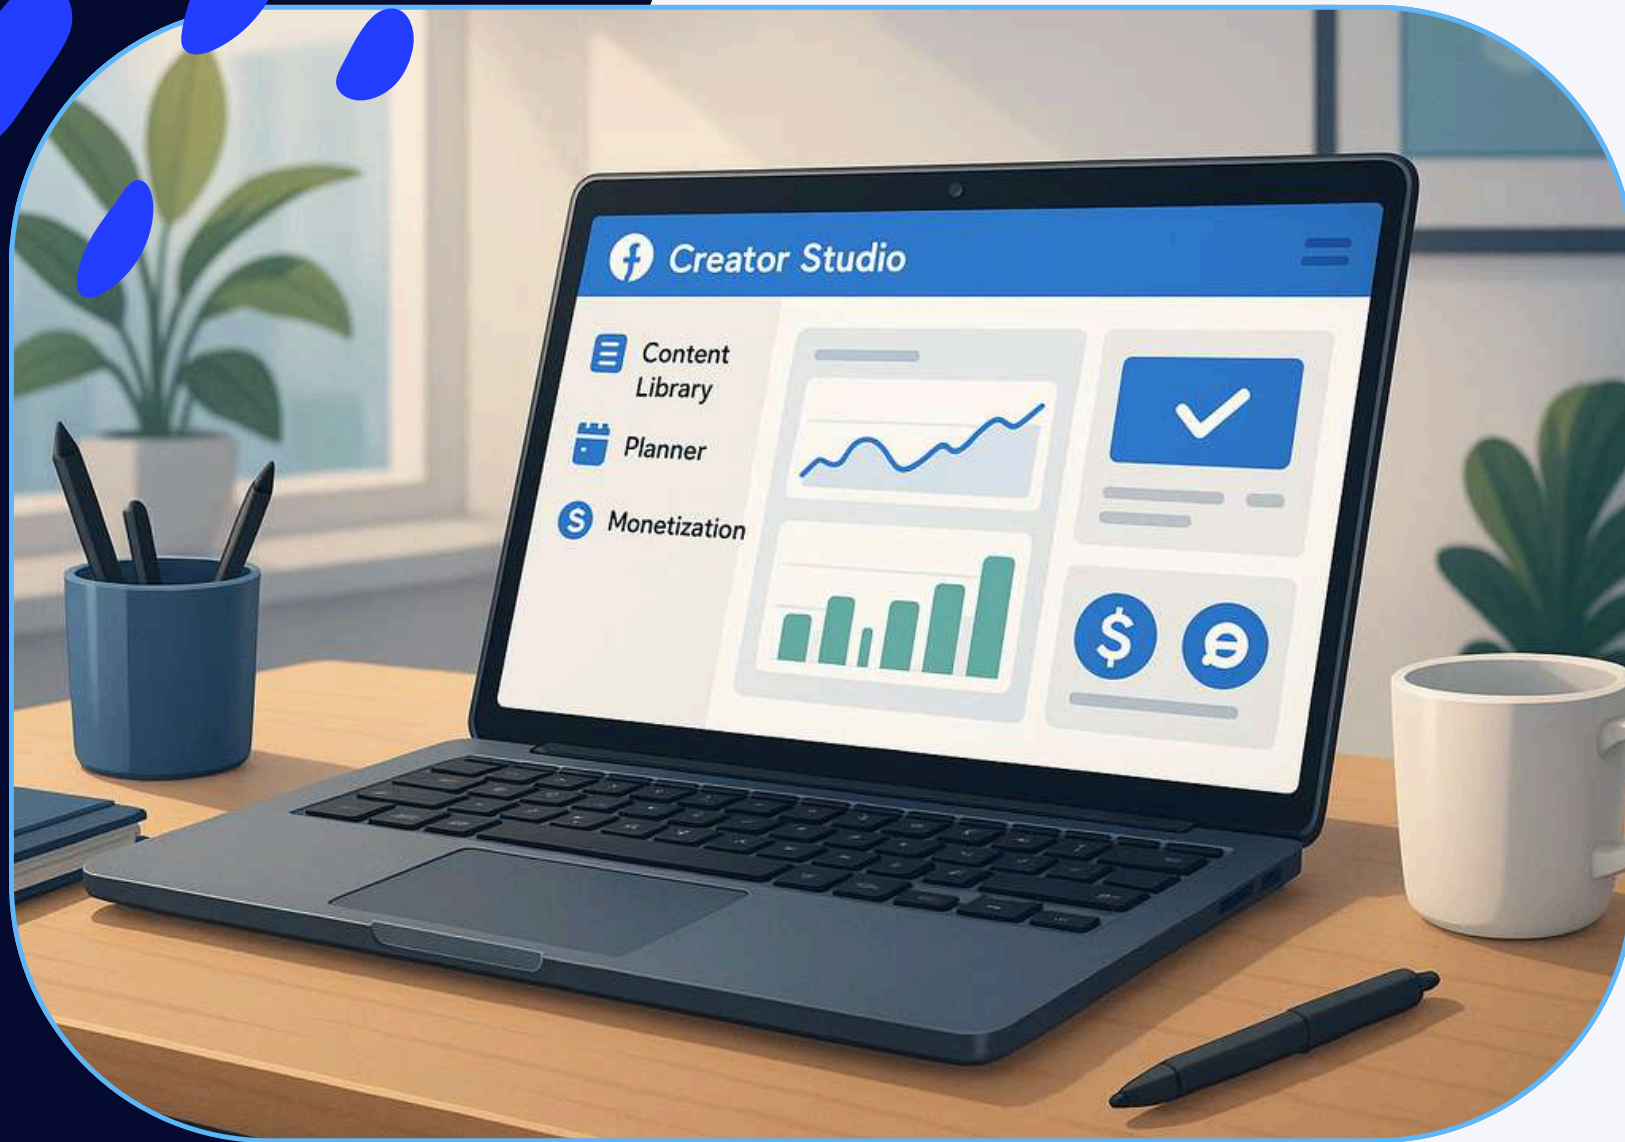 Creator Studio
Content
Library
Planner
Monetization